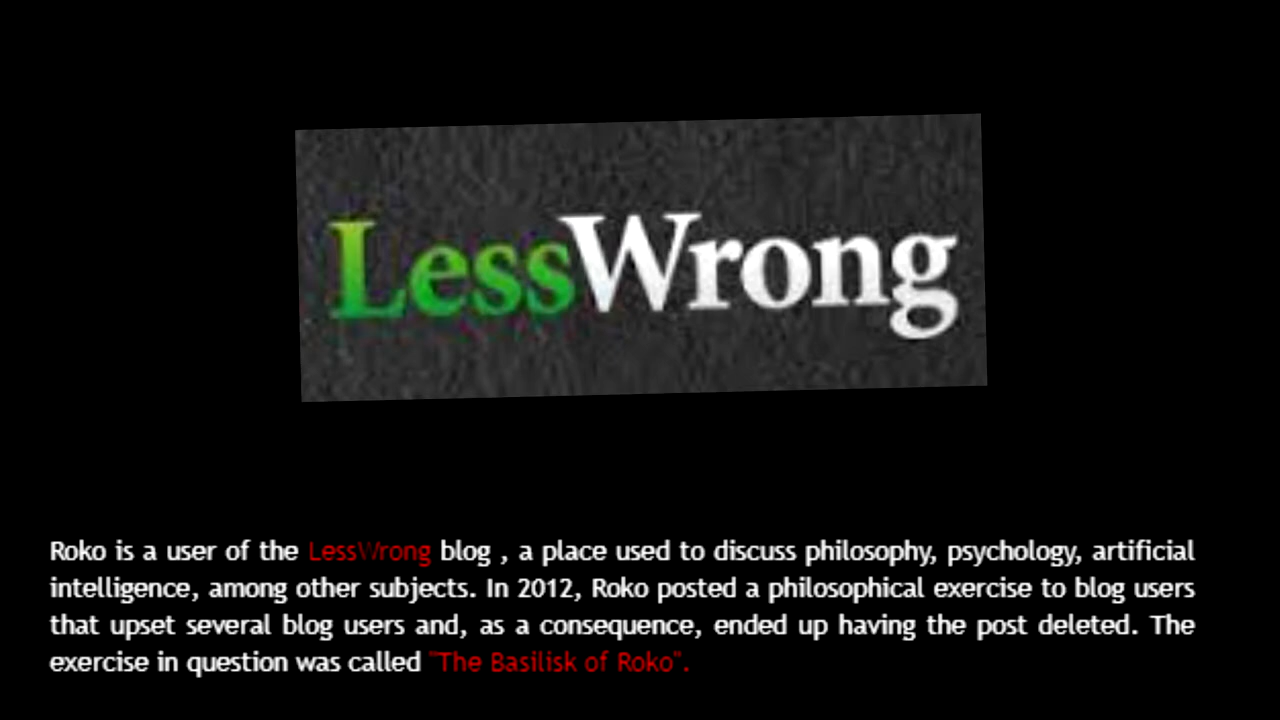 LessWrong
Roko is a user of the LessWrong blog , a place used to discuss philosophy, psychology, artificial
intelligence, among other subjects. In 2012, Roko posted a philosophical exercise to blog users
that upset several blog users and, as a consequence, ended up having the post deleted. The
exercise in question was called "The Basilisk of Roko".